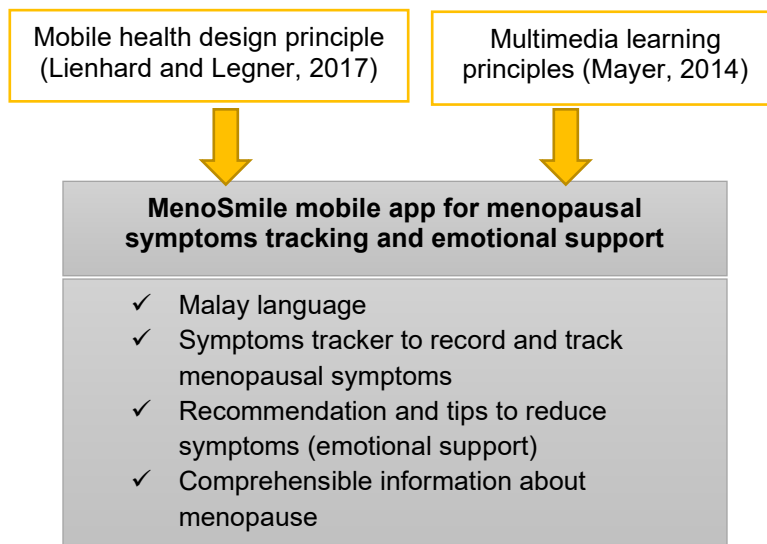 Mobile health design principle
(Lienhard and Legner, 2017)
Multimedia learning
principles (Mayer, 2014)
MenoSmile mobile app for menopausal
symptoms tracking and emotional support
✓ Malay language
✓ Symptoms tracker to record and track
menopausal symptoms
✓ Recommendation and tips to reduce
symptoms (emotional support)
✓ Comprehensible information about
menopause